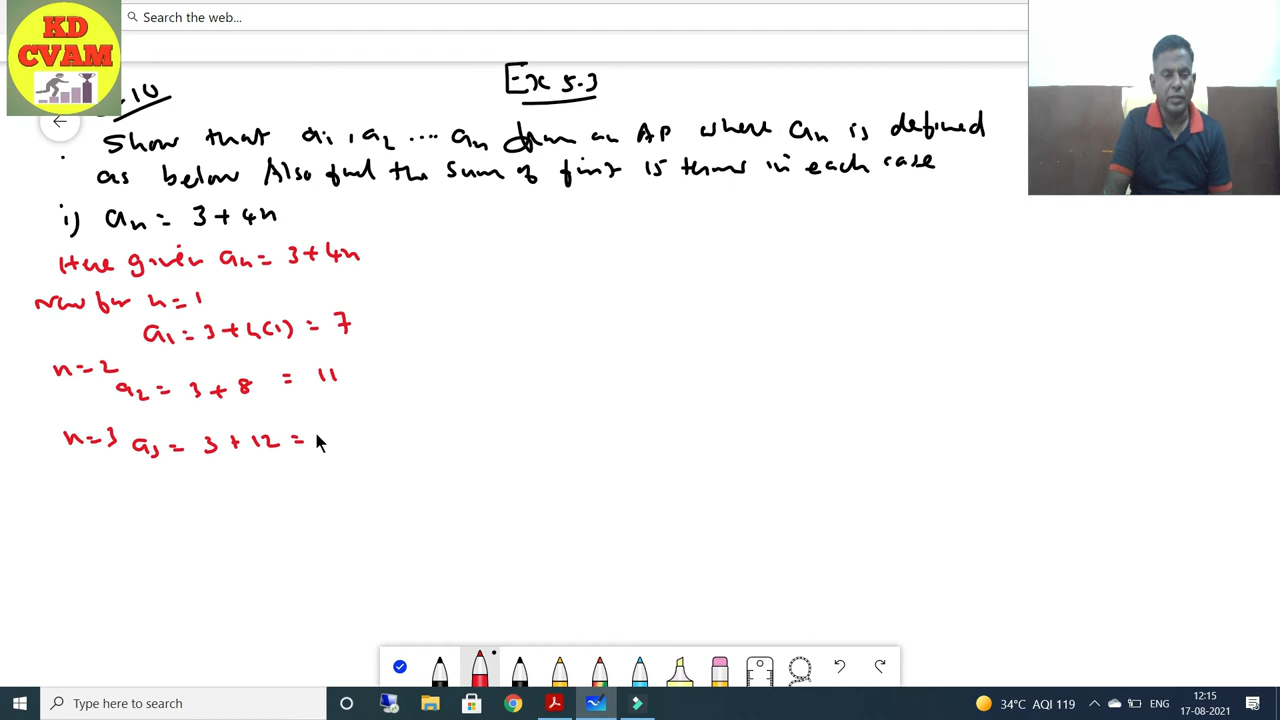 Search the web...
KD
CVAM
.10
Ex 5.3
Show that a1, a2 .... an form an AP where an is defined
as below Also find the sum of first 15 terms in each case
i) an = 3 + 4n
Here given an = 3 + 4n
Now for n = 1
a1 = 3 + 4(1) = 7
n = 2
a2 = 3 + 8 = 11
n = 3 a3 = 3 + 12 =
Type here to search
34°C AQI 119
ENG
12:15
17-08-2021